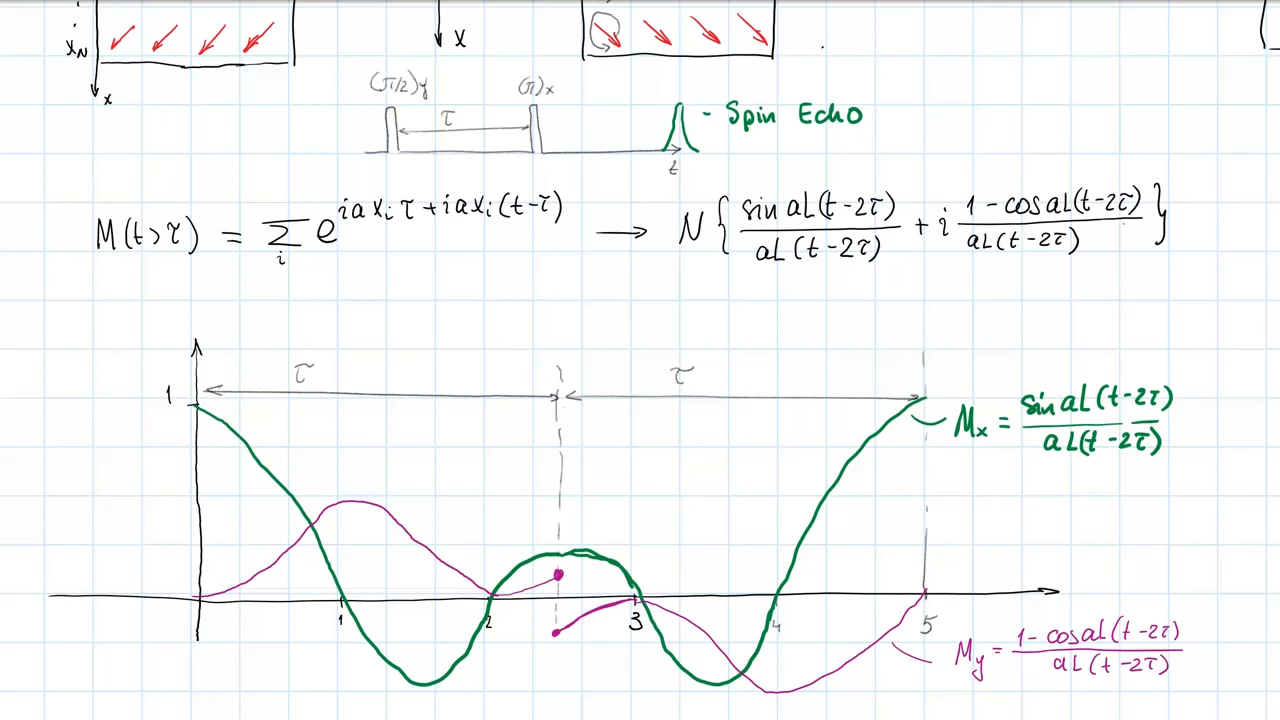 x_N
x
x
(π/2)y (π)x
τ
- Spin Echo
t
M(t>τ) = Σ_i e^{iax_iτ+iax_i(t-τ)} → N{ sin aL(t-2τ) / aL(t-2τ) + i (1-cos aL(t-2τ)) / aL(t-2τ) }
τ τ
1
M_x = sin aL(t-2τ) / aL(t-2τ)
1 2 3 4 5
M_y = 1-cos aL(t-2τ) / aL(t-2τ)